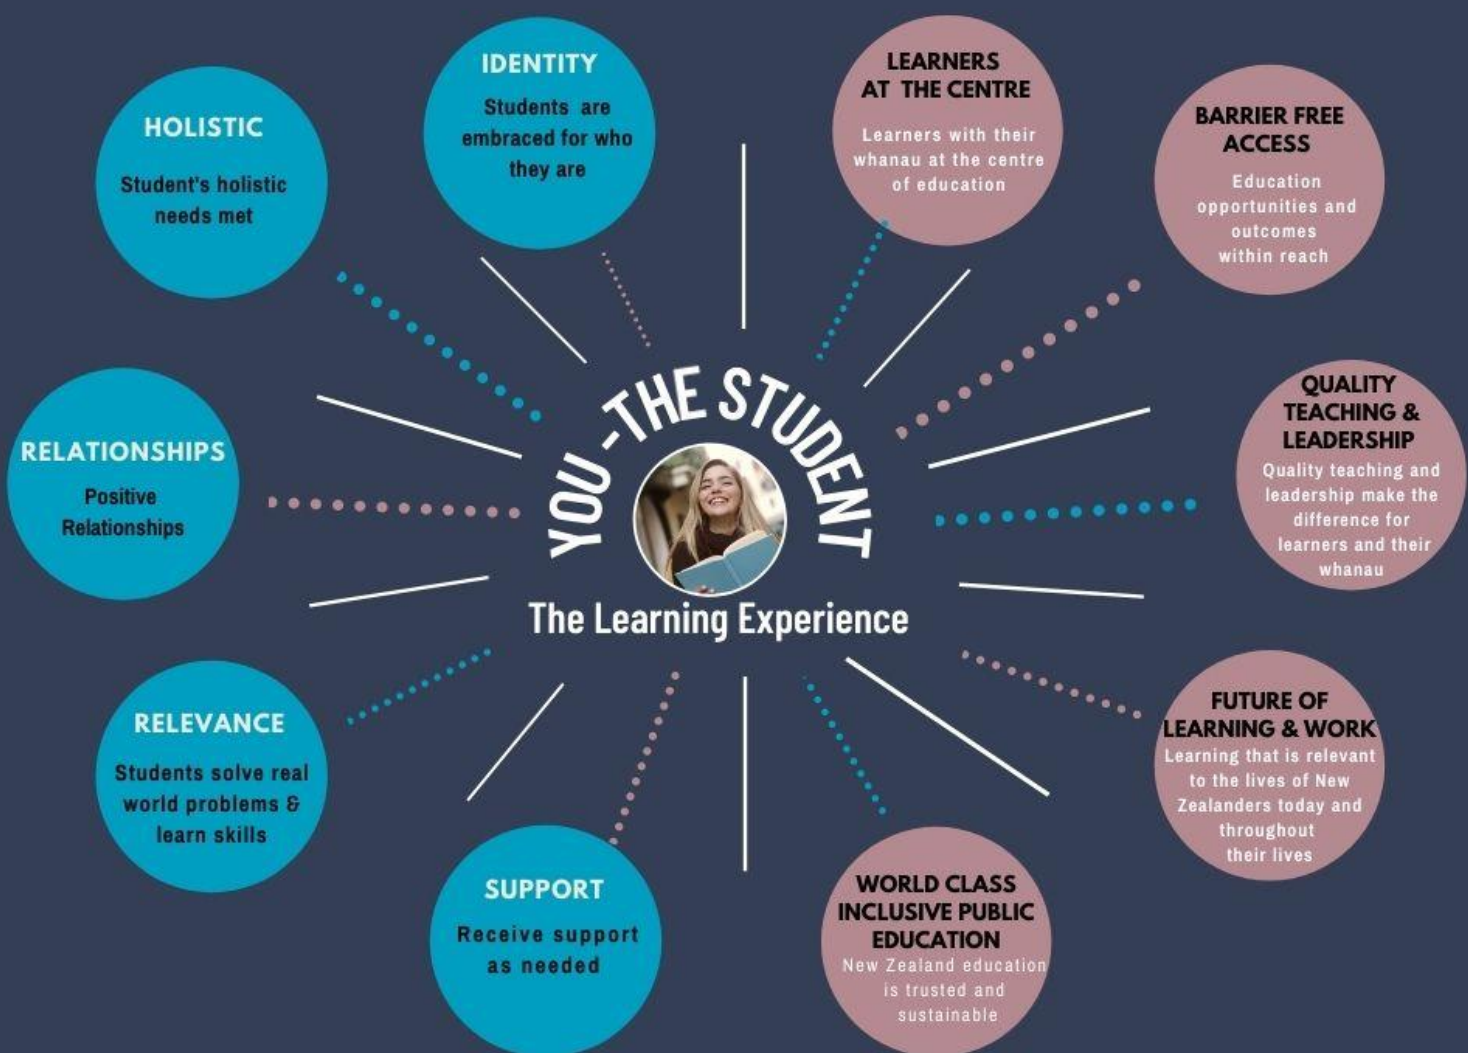 YOU - THE STUDENT
The Learning Experience
IDENTITY
Students are
embraced for who
they are
HOLISTIC
Student's holistic
needs met
RELATIONSHIPS
Positive
Relationships
RELEVANCE
Students solve real
world problems &
learn skills
SUPPORT
Receive support
as needed
LEARNERS
AT THE CENTRE
Learners with their
whanau at the centre
of education
BARRIER FREE
ACCESS
Education
opportunities and
outcomes
within reach
QUALITY
TEACHING &
LEADERSHIP
Quality teaching and
leadership make the
difference for
learners and their
whanau
FUTURE OF
LEARNING & WORK
Learning that is relevant
to the lives of New
Zealanders today and
throughout
their lives
WORLD CLASS
INCLUSIVE PUBLIC
EDUCATION
New Zealand education
is trusted and
sustainable